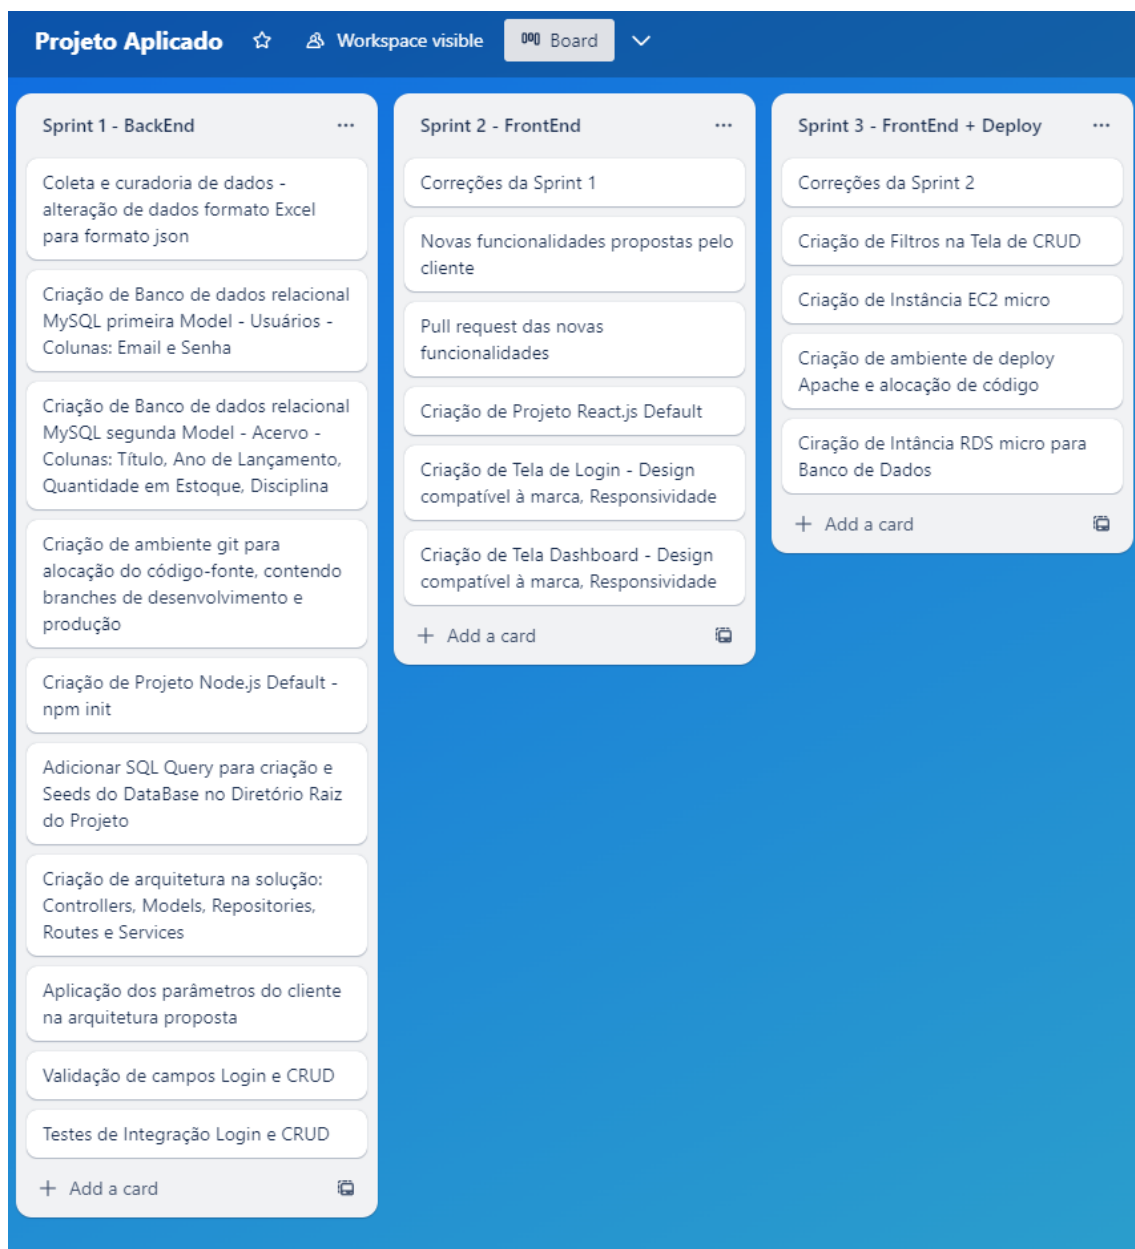 Projeto Aplicado
Workspace visible
Board
Sprint 1 - BackEnd
Coleta e curadoria de dados -
alteração de dados formato Excel
para formato json
Criação de Banco de dados relacional
MySQL primeira Model - Usuários -
Colunas: Email e Senha
Criação de Banco de dados relacional
MySQL segunda Model - Acervo -
Colunas: Título, Ano de Lançamento,
Quantidade em Estoque, Disciplina
Criação de ambiente git para
alocação do código-fonte, contendo
branches de desenvolvimento e
produção
Criação de Projeto Node.js Default -
npm init
Adicionar SQL Query para criação e
Seeds do DataBase no Diretório Raiz
do Projeto
Criação de arquitetura na solução:
Controllers, Models, Repositories,
Routes e Services
Aplicação dos parâmetros do cliente
na arquitetura proposta
Validação de campos Login e CRUD
Testes de Integração Login e CRUD
Add a card
Sprint 2 - FrontEnd
Correções da Sprint 1
Novas funcionalidades propostas pelo
cliente
Pull request das novas
funcionalidades
Criação de Projeto React.js Default
Criação de Tela de Login - Design
compatível à marca, Responsividade
Criação de Tela Dashboard - Design
compatível à marca, Responsividade
Add a card
Sprint 3 - FrontEnd + Deploy
Correções da Sprint 2
Criação de Filtros na Tela de CRUD
Criação de Instância EC2 micro
Criação de ambiente de deploy
Apache e alocação de código
Ciração de Intância RDS micro para
Banco de Dados
Add a card